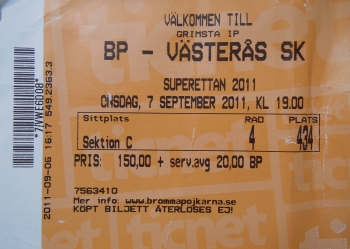 VÄLKOMMEN TILL
GRIMSTA IP
BP - VÄSTERÅS SK
SUPERETTAN 2011
ONSDAG, 7 SEPTEMBER 2011, KL 19.00
Sittplats RAD PLATS
Sektion C 4 434
PRIS: 150,00 + serv.avg 20,00 BP
7563410
Mer info: www.brommapojkarna.se
KÖPT BILJETT ÅTERLÖSES EJ!
2011-09-06 16:17 549.2363.3
ticnet